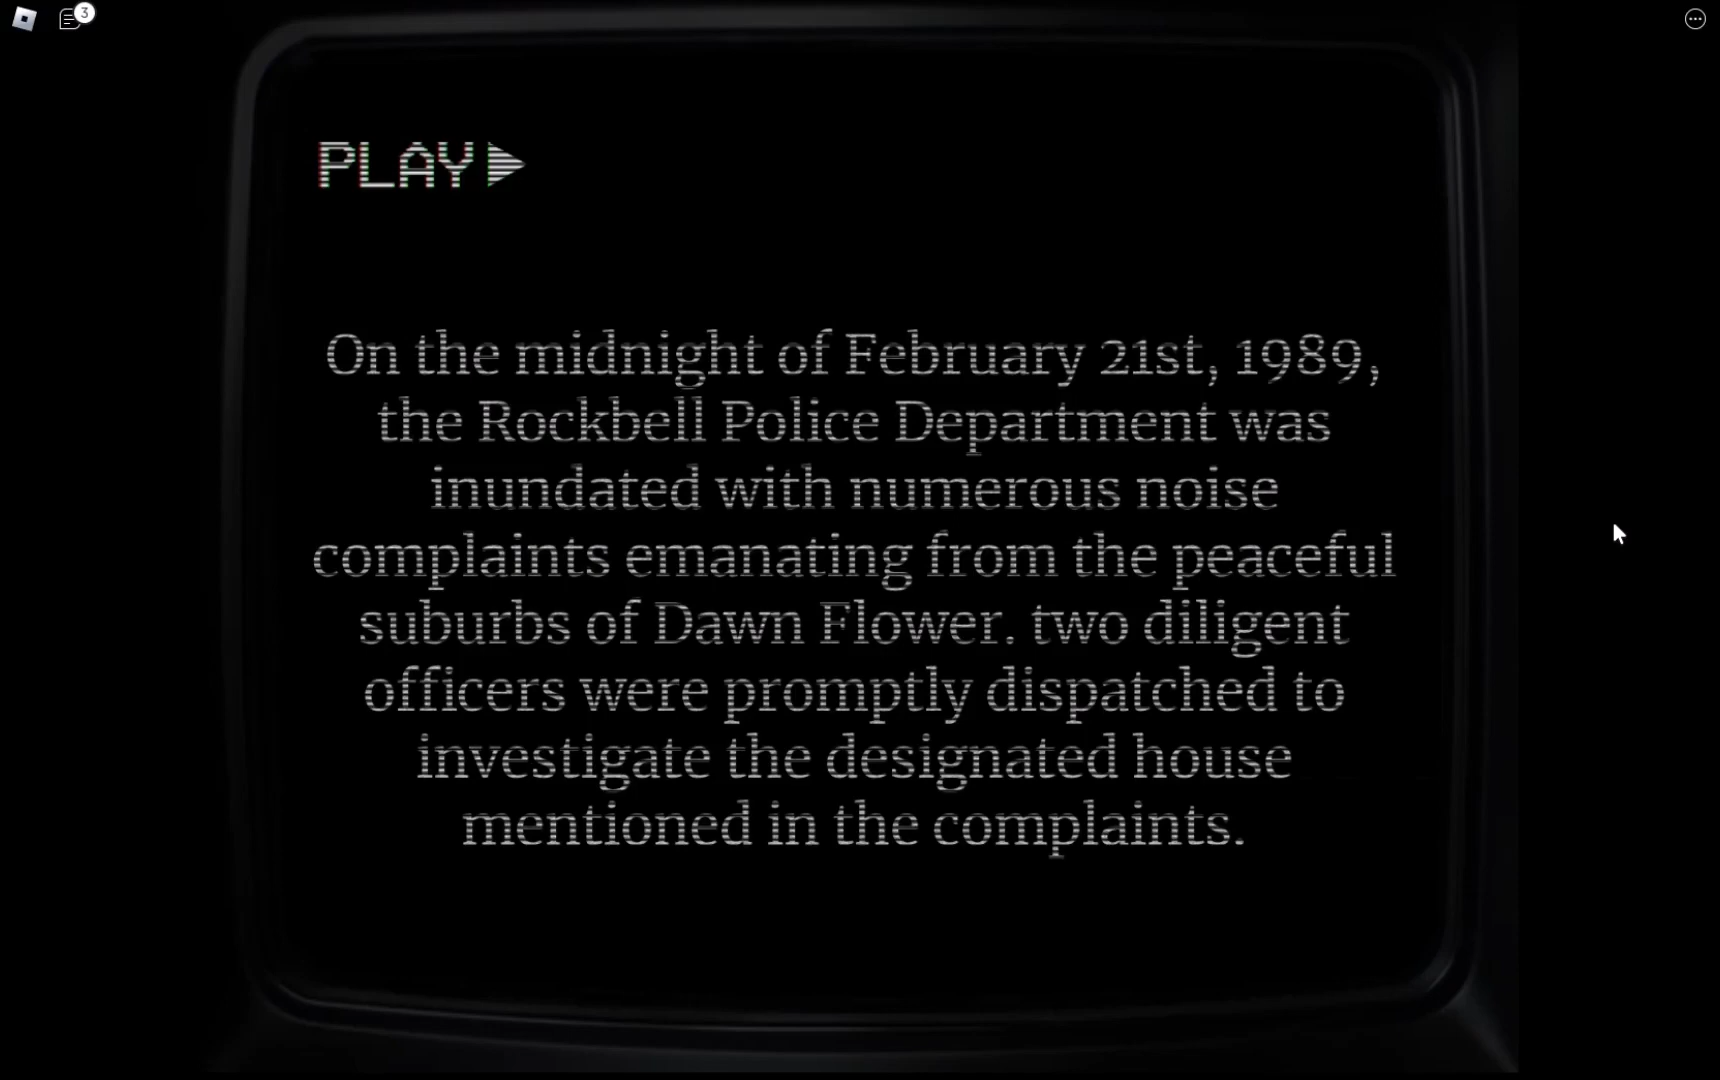 3
PLAY
On the midnight of February 21st, 1989,
the Rockbell Police Department was
inundated with numerous noise
complaints emanating from the peaceful
suburbs of Dawn Flower. two diligent
officers were promptly dispatched to
investigate the designated house
mentioned in the complaints.